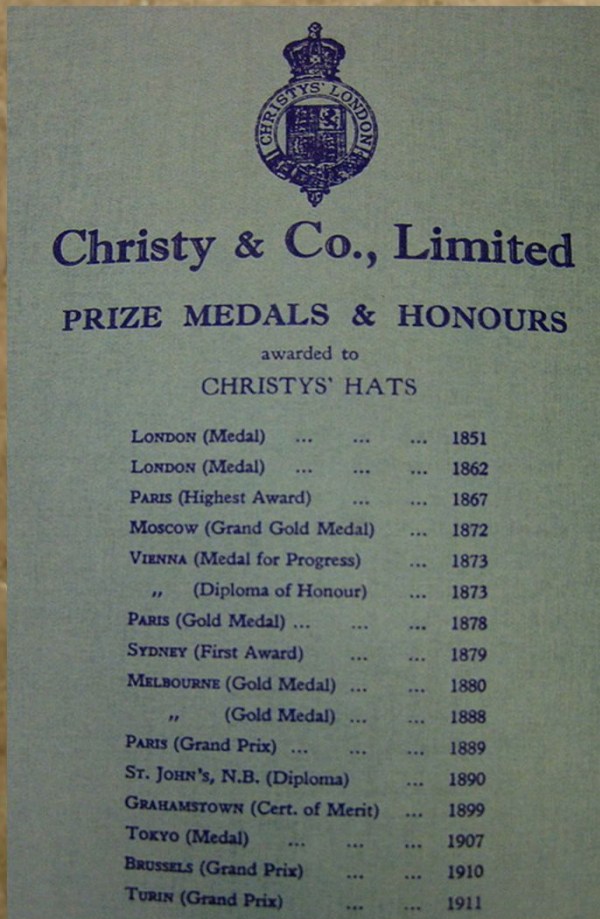 CHRISTYS' LONDON
Christy & Co., Limited
PRIZE MEDALS & HONOURS
awarded to
CHRISTYS' HATS
LONDON (Medal) ... ... ... 1851
LONDON (Medal) ... ... ... 1862
PARIS (Highest Award) ... ... 1867
MOSCOW (Grand Gold Medal) ... 1872
VIENNA (Medal for Progress) ... 1873
„ (Diploma of Honour) ... 1873
PARIS (Gold Medal) ... ... ... 1878
SYDNEY (First Award) ... ... 1879
MELBOURNE (Gold Medal) ... ... 1880
„ (Gold Medal) ... ... 1888
PARIS (Grand Prix) ... ... ... 1889
ST. JOHN'S, N.B. (Diploma) ... 1890
GRAHAMSTOWN (Cert. of Merit) ... 1899
TOKYO (Medal) ... ... ... 1907
BRUSSELS (Grand Prix) ... ... 1910
TURIN (Grand Prix) ... ... 1911